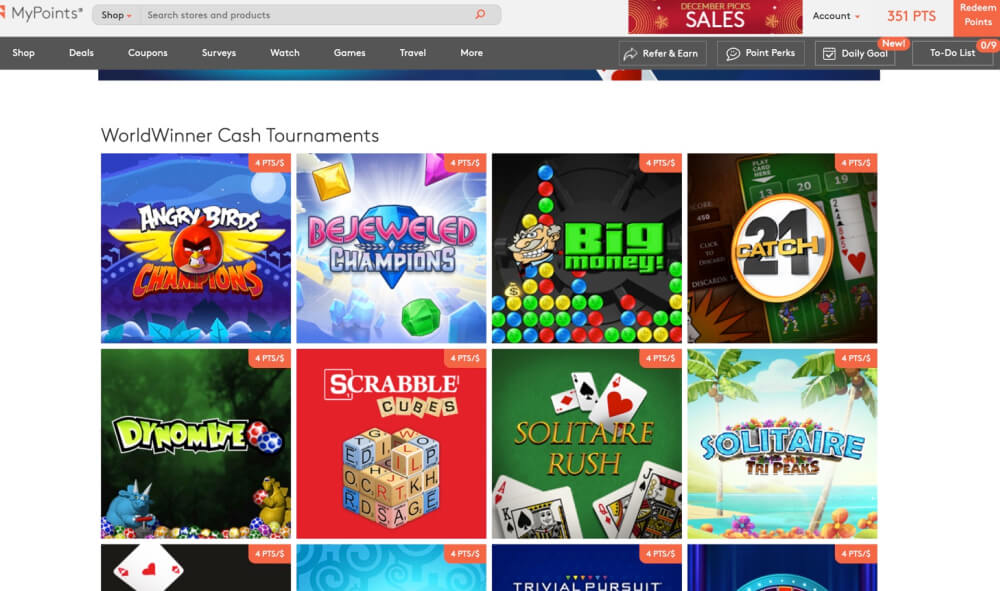 MyPoints®
Shop
Search stores and products
DECEMBER PICKS
SALES
Account
351 PTS
Redeem
Points
Shop
Deals
Coupons
Surveys
Watch
Games
Travel
More
Refer & Earn
Point Perks
Daily Goal
New!
To-Do List
0/9
WorldWinner Cash Tournaments
4 PTS/$
ANGRY BIRDS
CHAMPIONS
4 PTS/$
BEJEWELED
CHAMPIONS
4 PTS/$
BIG
money!
4 PTS/$
PLAY
CARD
HERE
13
20
19
SCORE:
450
CLICK
TO
DISCARD
DISCARDS
21
CATCH
4 PTS/$
DYNOMITE
4 PTS/$
SCRABBLE
CUBES
4 PTS/$
SOLITAIRE
RUSH
A
K
A
Q
J
4 PTS/$
SOLITAIRE
TRI PEAKS
4 PTS/$
4 PTS/$
4 PTS/$
TRIVIAL PURSUIT
4 PTS/$